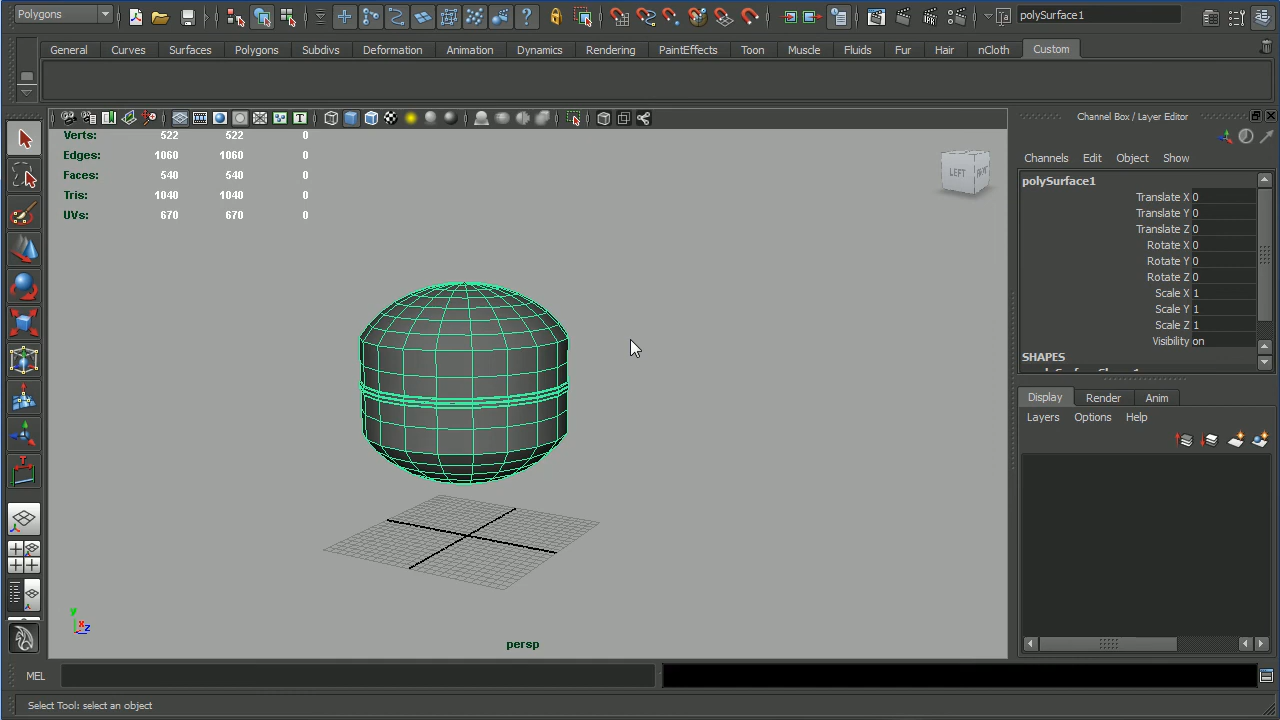 Polygons
polySurface1
General Curves Surfaces Polygons Subdivs Deformation Animation Dynamics Rendering PaintEffects Toon Muscle Fluids Fur Hair nCloth Custom
Channel Box / Layer Editor
Channels Edit Object Show
polySurface1
Translate X 0
Translate Y 0
Translate Z 0
Rotate X 0
Rotate Y 0
Rotate Z 0
Scale X 1
Scale Y 1
Scale Z 1
Visibility on
SHAPES
Verts: 522 522 0
Edges: 1060 1060 0
Faces: 540 540 0
Tris: 1040 1040 0
UVs: 670 670 0
LEFT
Display Render Anim
Layers Options Help
y
x
z
persp
MEL
Select Tool: select an object